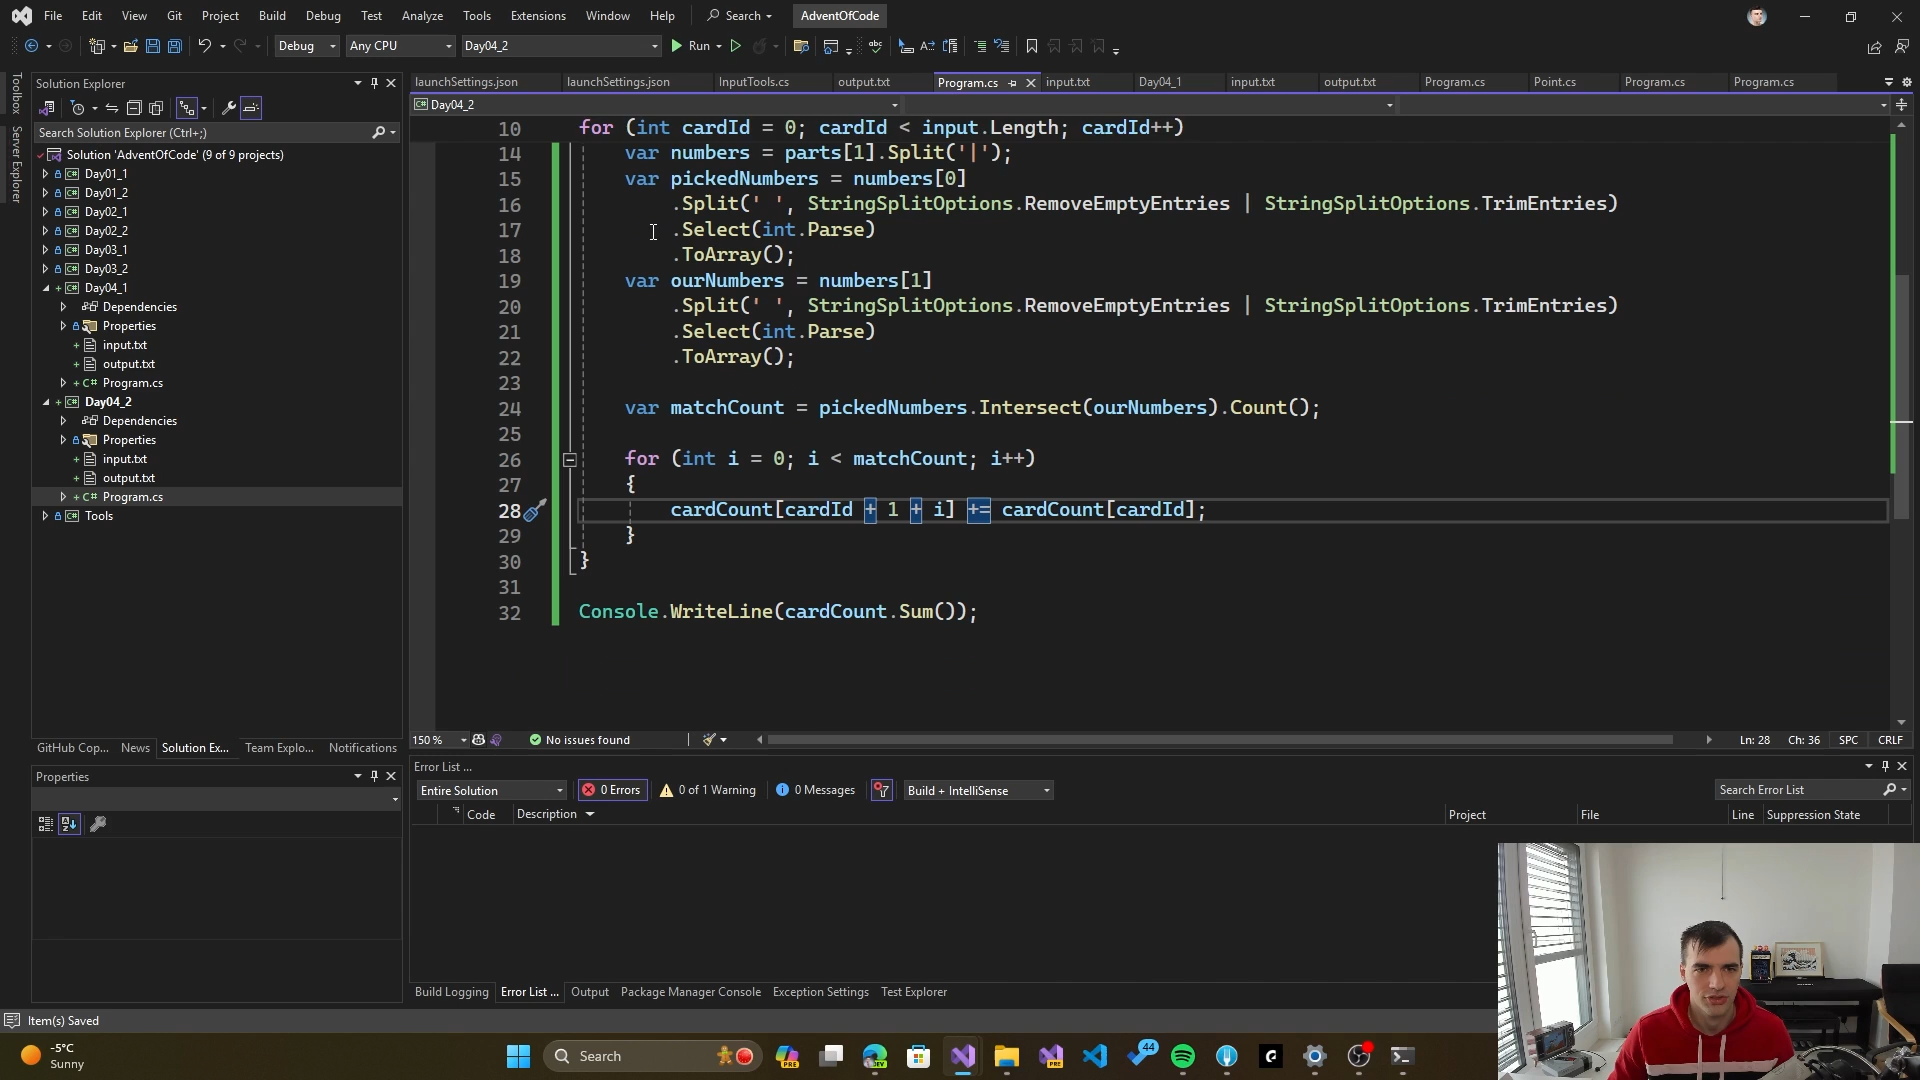 File Edit View Git Project Build Debug Test Analyze Tools Extensions Window Help Search AdventOfCode
Debug Any CPU Day04_2 Run
Toolbox
Server Explorer
Solution Explorer
Search Solution Explorer (Ctrl+;)
Solution 'AdventOfCode' (9 of 9 projects)
Day01_1
Day01_2
Day02_1
Day02_2
Day03_1
Day03_2
Day04_1
Dependencies
Properties
input.txt
output.txt
C# Program.cs
Day04_2
Dependencies
Properties
input.txt
output.txt
C# Program.cs
Tools
GitHub Cop... News Solution Ex... Team Explo... Notifications
Properties
launchSettings.json launchSettings.json InputTools.cs output.txt Program.cs input.txt Day04_1 input.txt output.txt Program.cs Point.cs Program.cs Program.cs
Day04_2
10 for (int cardId = 0; cardId < input.Length; cardId++)
14 var numbers = parts[1].Split('|');
15 var pickedNumbers = numbers[0]
16 .Split(' ', StringSplitOptions.RemoveEmptyEntries | StringSplitOptions.TrimEntries)
17 .Select(int.Parse)
18 .ToArray();
19 var ourNumbers = numbers[1]
20 .Split(' ', StringSplitOptions.RemoveEmptyEntries | StringSplitOptions.TrimEntries)
21 .Select(int.Parse)
22 .ToArray();
23
24 var matchCount = pickedNumbers.Intersect(ourNumbers).Count();
25
26 for (int i = 0; i < matchCount; i++)
27 {
28 cardCount[cardId + 1 + i] += cardCount[cardId];
29 }
30 }
31
32 Console.WriteLine(cardCount.Sum());
150 % No issues found Ln: 28 Ch: 36 SPC CRLF
Error List ...
Entire Solution 0 Errors 0 of 1 Warning 0 Messages Build + IntelliSense Search Error List
Code Description Project File Line Suppression State
Build Logging Error List ... Output Package Manager Console Exception Settings Test Explorer
Item(s) Saved
-5°C
Sunny
Search
PRE
DEV
PRE
44